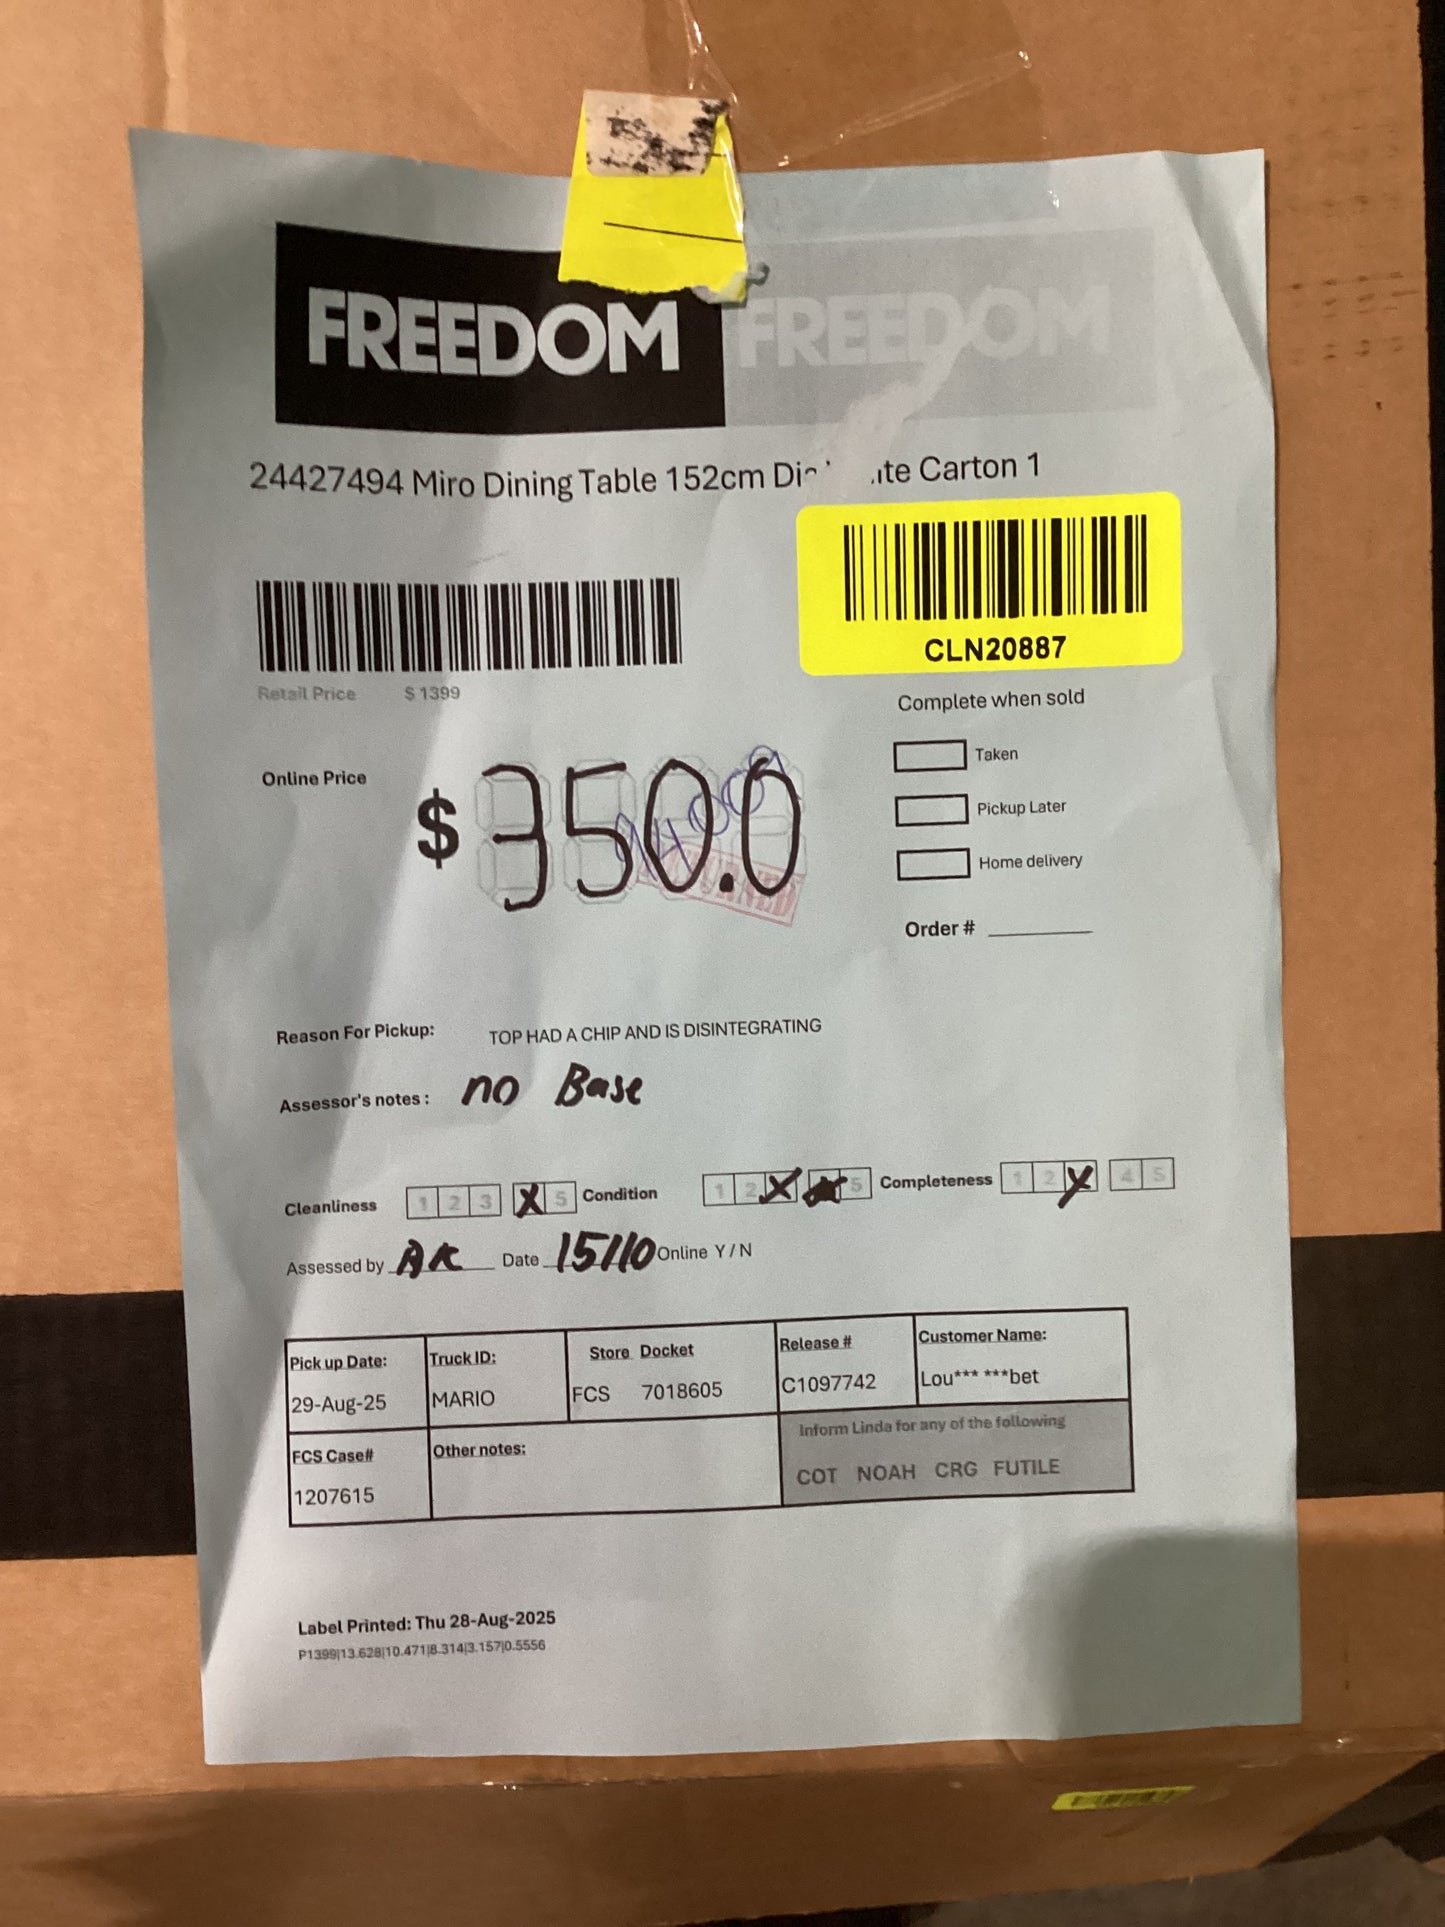 FREEDOM FREEDOM
24427494 Miro Dining Table 152cm Carton 1
CLN20887
Retail Price $ 1399
Complete when sold
Taken
Online Price $ 350.0
Pickup Later
Home delivery
Order #
Reason For Pickup: TOP HAD A CHIP AND IS DISINTEGRATING
Assessor's notes: no Base
Cleanliness 1 2 3 X 5 Condition 1 2 X 5 Completeness 1 2 X 4 5
Assessed by AK Date 15/10 Online Y / N
Pick up Date: Truck ID: Store Docket Release # Customer Name:
29-Aug-25 MARIO FCS 7018605 C1097742 Lou*** ***bet
FCS Case# Other notes: Inform Linda for any of the following
1207615 COT NOAH CRG FUTILE
Label Printed: Thu 28-Aug-2025
P1399|13.628|10.471|8.314|3.157|0.5556